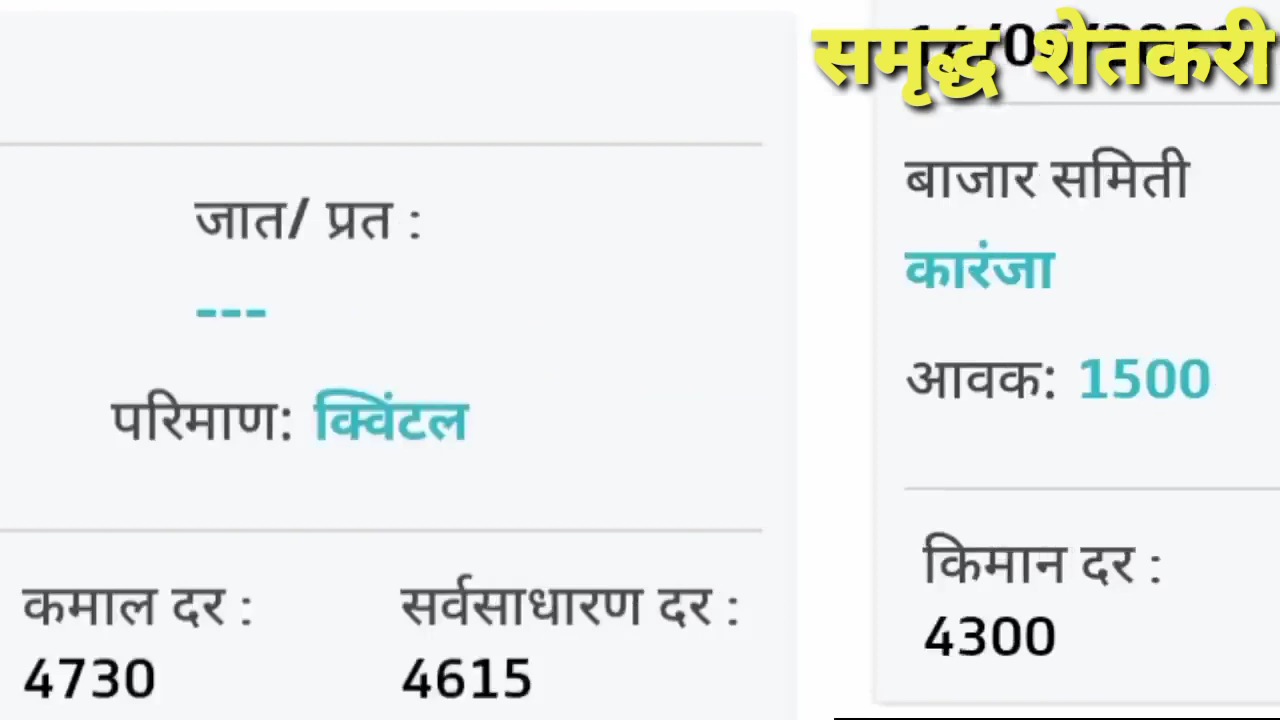 समृद्ध शेतकरी
जात/ प्रत :
---
परिमाण: क्विंटल
कमाल दर :
4730
सर्वसाधारण दर :
4615
बाजार समिती
कारंजा
आवक: 1500
किमान दर :
4300